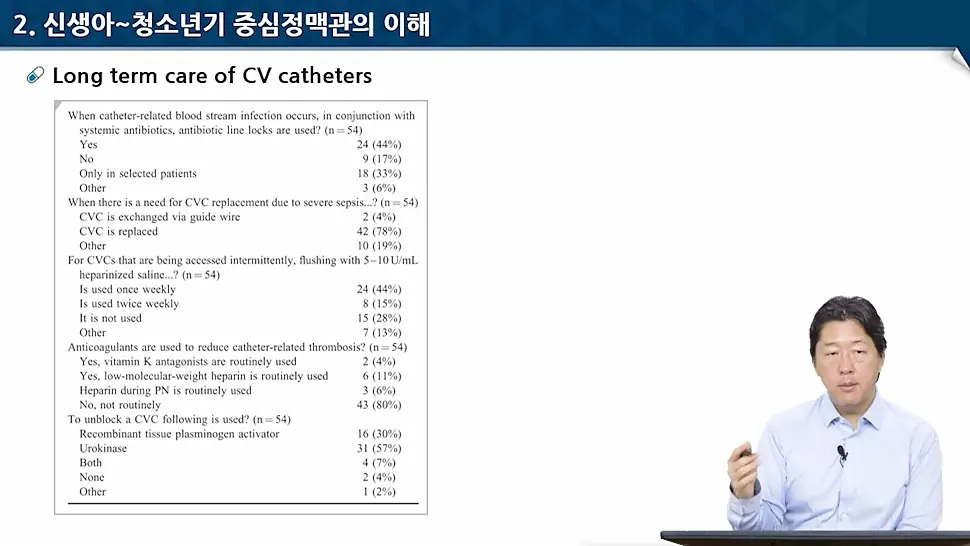 2. 신생아~청소년기 중심정맥관의 이해
Long term care of CV catheters
When catheter-related blood stream infection occurs, in conjunction with
systemic antibiotics, antibiotic line locks are used? (n = 54)
Yes 24 (44%)
No 9 (17%)
Only in selected patients 18 (33%)
Other 3 (6%)
When there is a need for CVC replacement due to severe sepsis...? (n = 54)
CVC is exchanged via guide wire 2 (4%)
CVC is replaced 42 (78%)
Other 10 (19%)
For CVCs that are being accessed intermittently, flushing with 5–10 U/mL
heparinized saline...? (n = 54)
Is used once weekly 24 (44%)
Is used twice weekly 8 (15%)
It is not used 15 (28%)
Other 7 (13%)
Anticoagulants are used to reduce catheter-related thrombosis? (n = 54)
Yes, vitamin K antagonists are routinely used 2 (4%)
Yes, low-molecular-weight heparin is routinely used 6 (11%)
Heparin during PN is routinely used 3 (6%)
No, not routinely 43 (80%)
To unblock a CVC following is used? (n = 54)
Recombinant tissue plasminogen activator 16 (30%)
Urokinase 31 (57%)
Both 4 (7%)
None 2 (4%)
Other 1 (2%)